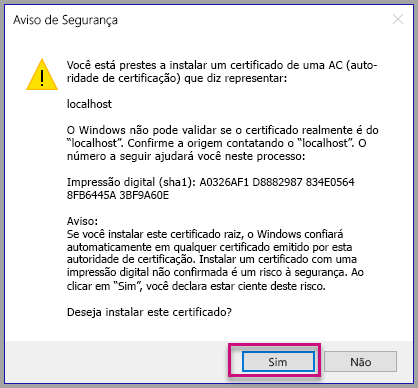 Aviso de Segurança
Você está prestes a instalar um certificado de uma AC (auto-
ridade de certificação) que diz representar:
localhost
O Windows não pode validar se o certificado realmente é do
“localhost”. Confirme a origem contatando o “localhost”. O
número a seguir ajudará você neste processo:
Impressão digital (sha1): A0326AF1 D8882987 834E0564
8FB6445A 3BF9A60E
Aviso:
Se você instalar este certificado raiz, o Windows confiará
automaticamente em qualquer certificado emitido por esta
autoridade de certificação. Instalar um certificado com uma
impressão digital não confirmada é um risco à segurança. Ao
clicar em “Sim”, você declara estar ciente deste risco.
Deseja instalar este certificado?
Sim
Não